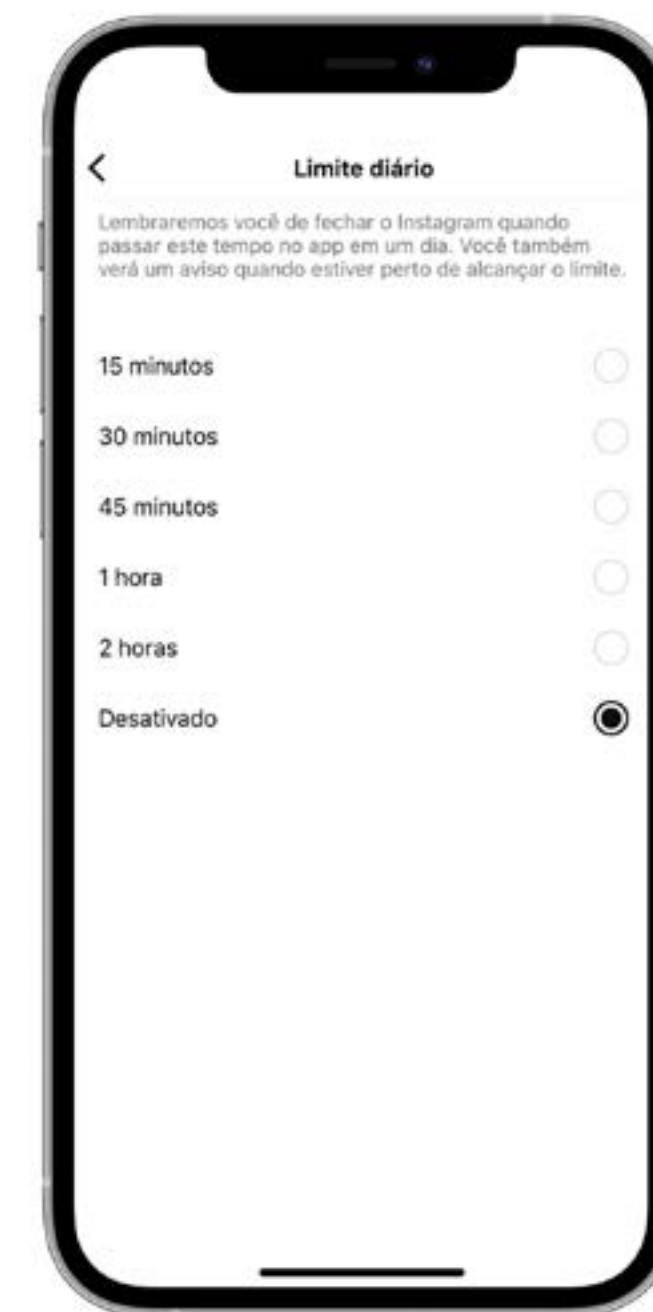 Limite diário
Lembraremos você de fechar o Instagram quando
passar este tempo no app em um dia. Você também
verá um aviso quando estiver perto de alcançar o limite.
15 minutos
30 minutos
45 minutos
1 hora
2 horas
Desativado